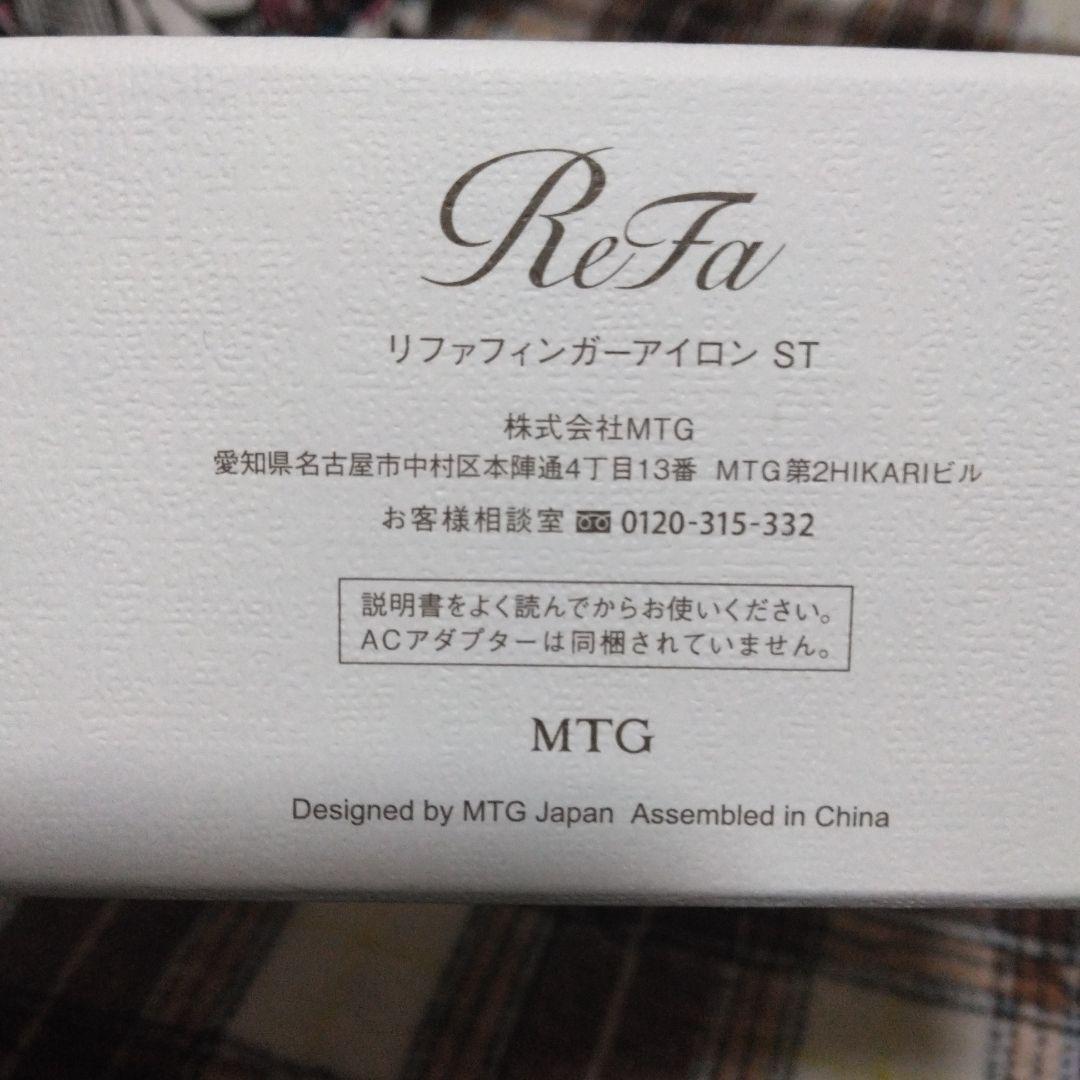 ReFa
リファフィンガーアイロン ST
株式会社MTG
愛知県名古屋市中村区本陣通4丁目13番 MTG第2HIKARIビル
お客様相談室 0120-315-332
説明書をよく読んでからお使いください。
ACアダプターは同梱されていません。
MTG
Designed by MTG Japan Assembled in China